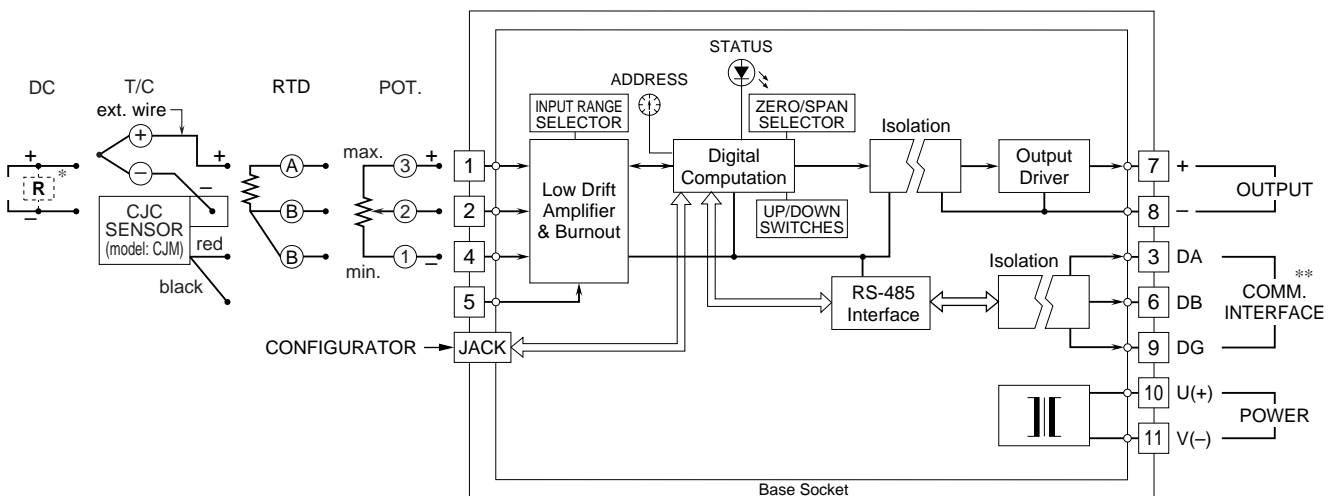 DC
T/C
ext. wire
RTD
POT.
+
R
*
–
+
–
+
–
CJC
SENSOR
(model: CJM)
red
black
A
B
B
max.
3
+
2
1
–
min.
1
2
4
5
CONFIGURATOR
JACK
STATUS
ADDRESS
INPUT RANGE
SELECTOR
ZERO/SPAN
SELECTOR
Low Drift
Amplifier
& Burnout
Digital
Computation
UP/DOWN
SWITCHES
Isolation
Output
Driver
RS-485
Interface
Isolation
7
+
8
–
OUTPUT
3
DA
6
DB
9
DG
**
COMM.
INTERFACE
10
U(+)
11
V(–)
POWER
Base Socket